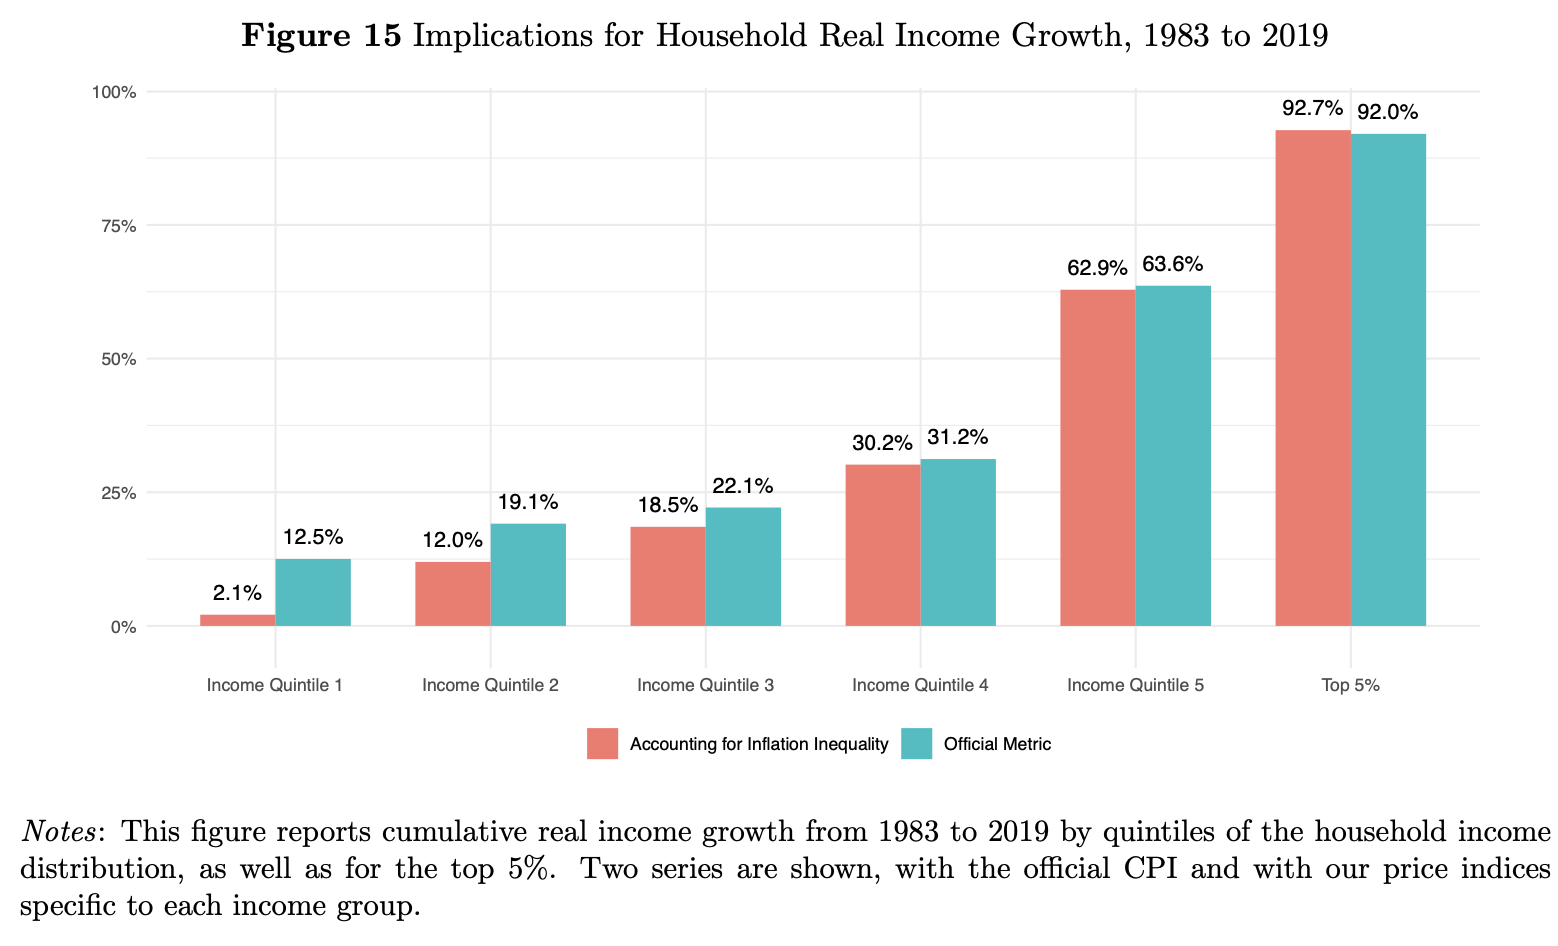 Figure 15 Implications for Household Real Income Growth, 1983 to 2019
100%
75%
50%
25%
0%
2.1%
12.5%
12.0%
19.1%
18.5%
22.1%
30.2%
31.2%
62.9%
63.6%
92.7%
92.0%
Income Quintile 1
Income Quintile 2
Income Quintile 3
Income Quintile 4
Income Quintile 5
Top 5%
Accounting for Inflation Inequality
Official Metric
Notes: This figure reports cumulative real income growth from 1983 to 2019 by quintiles of the household income
distribution, as well as for the top 5%. Two series are shown, with the official CPI and with our price indices
specific to each income group.